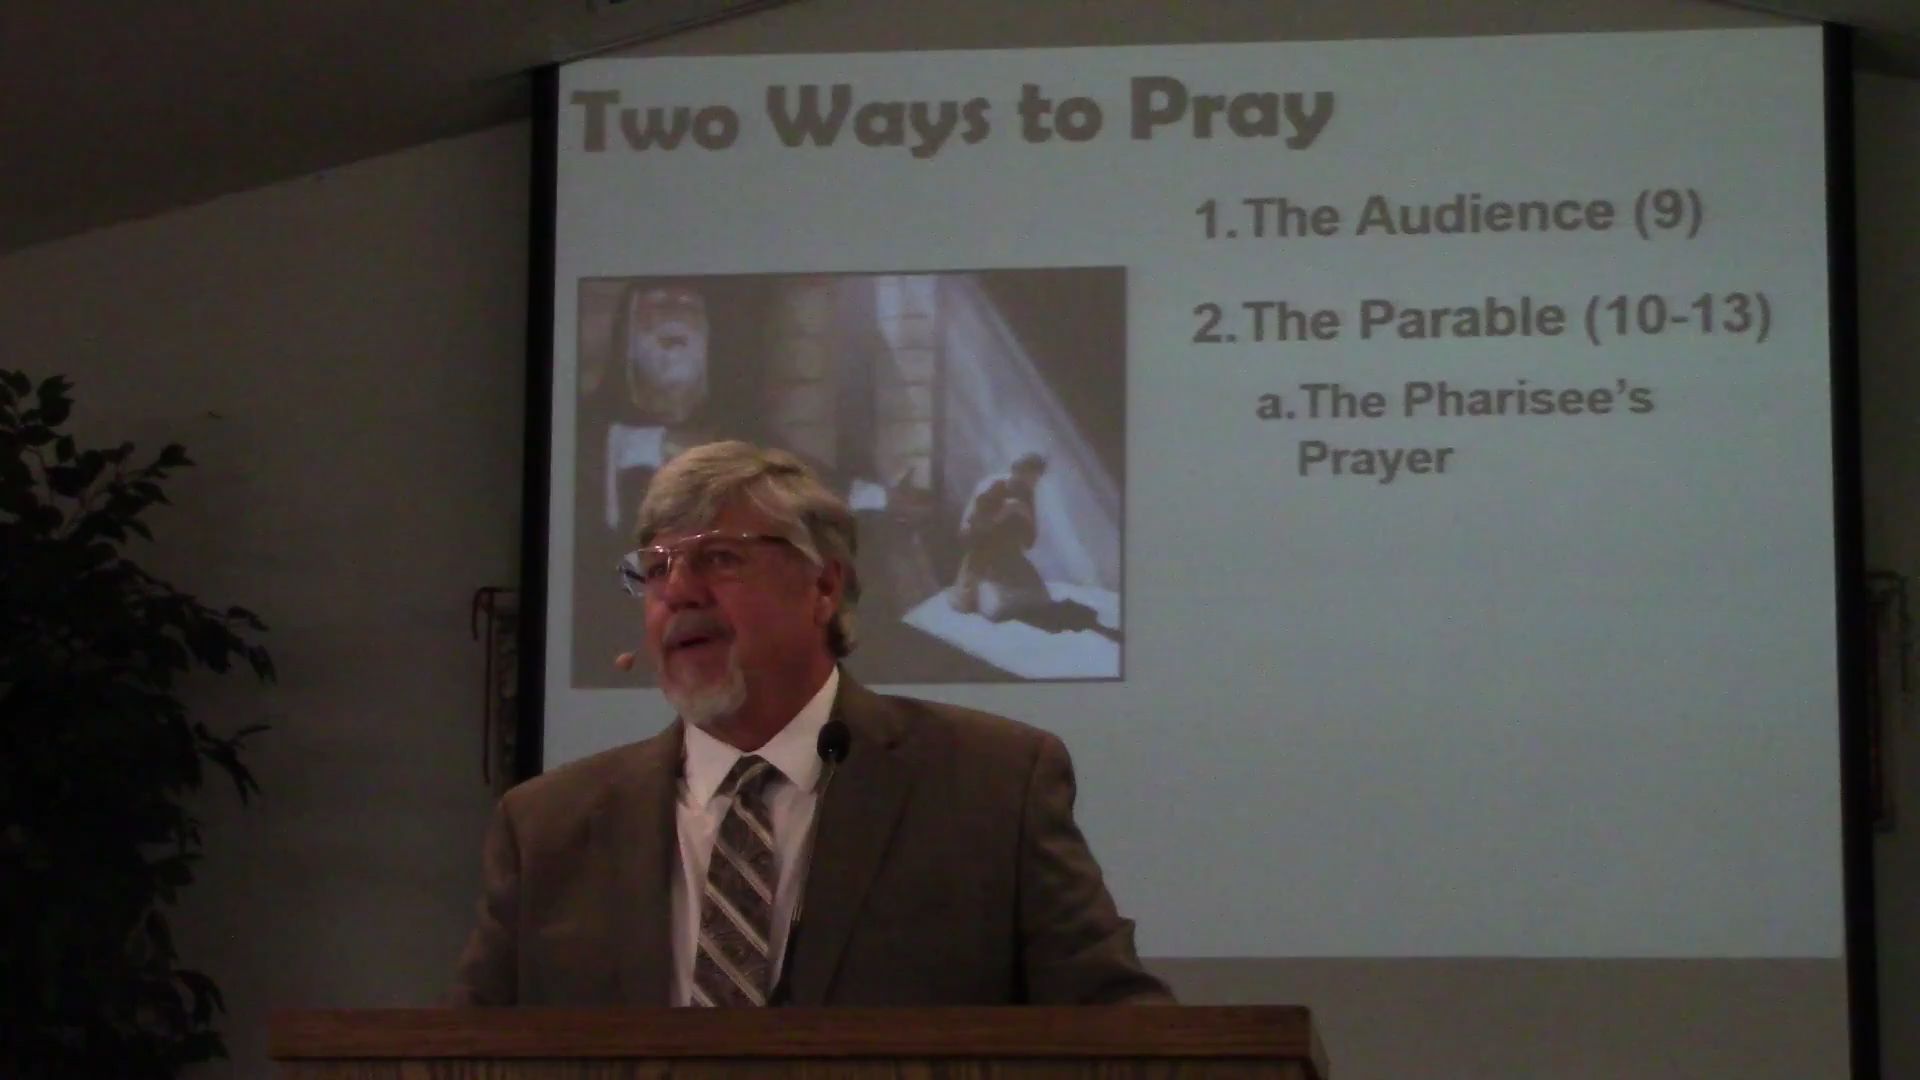 Two Ways to Pray
1. The Audience (9)
2. The Parable (10-13)
a. The Pharisee's
Prayer